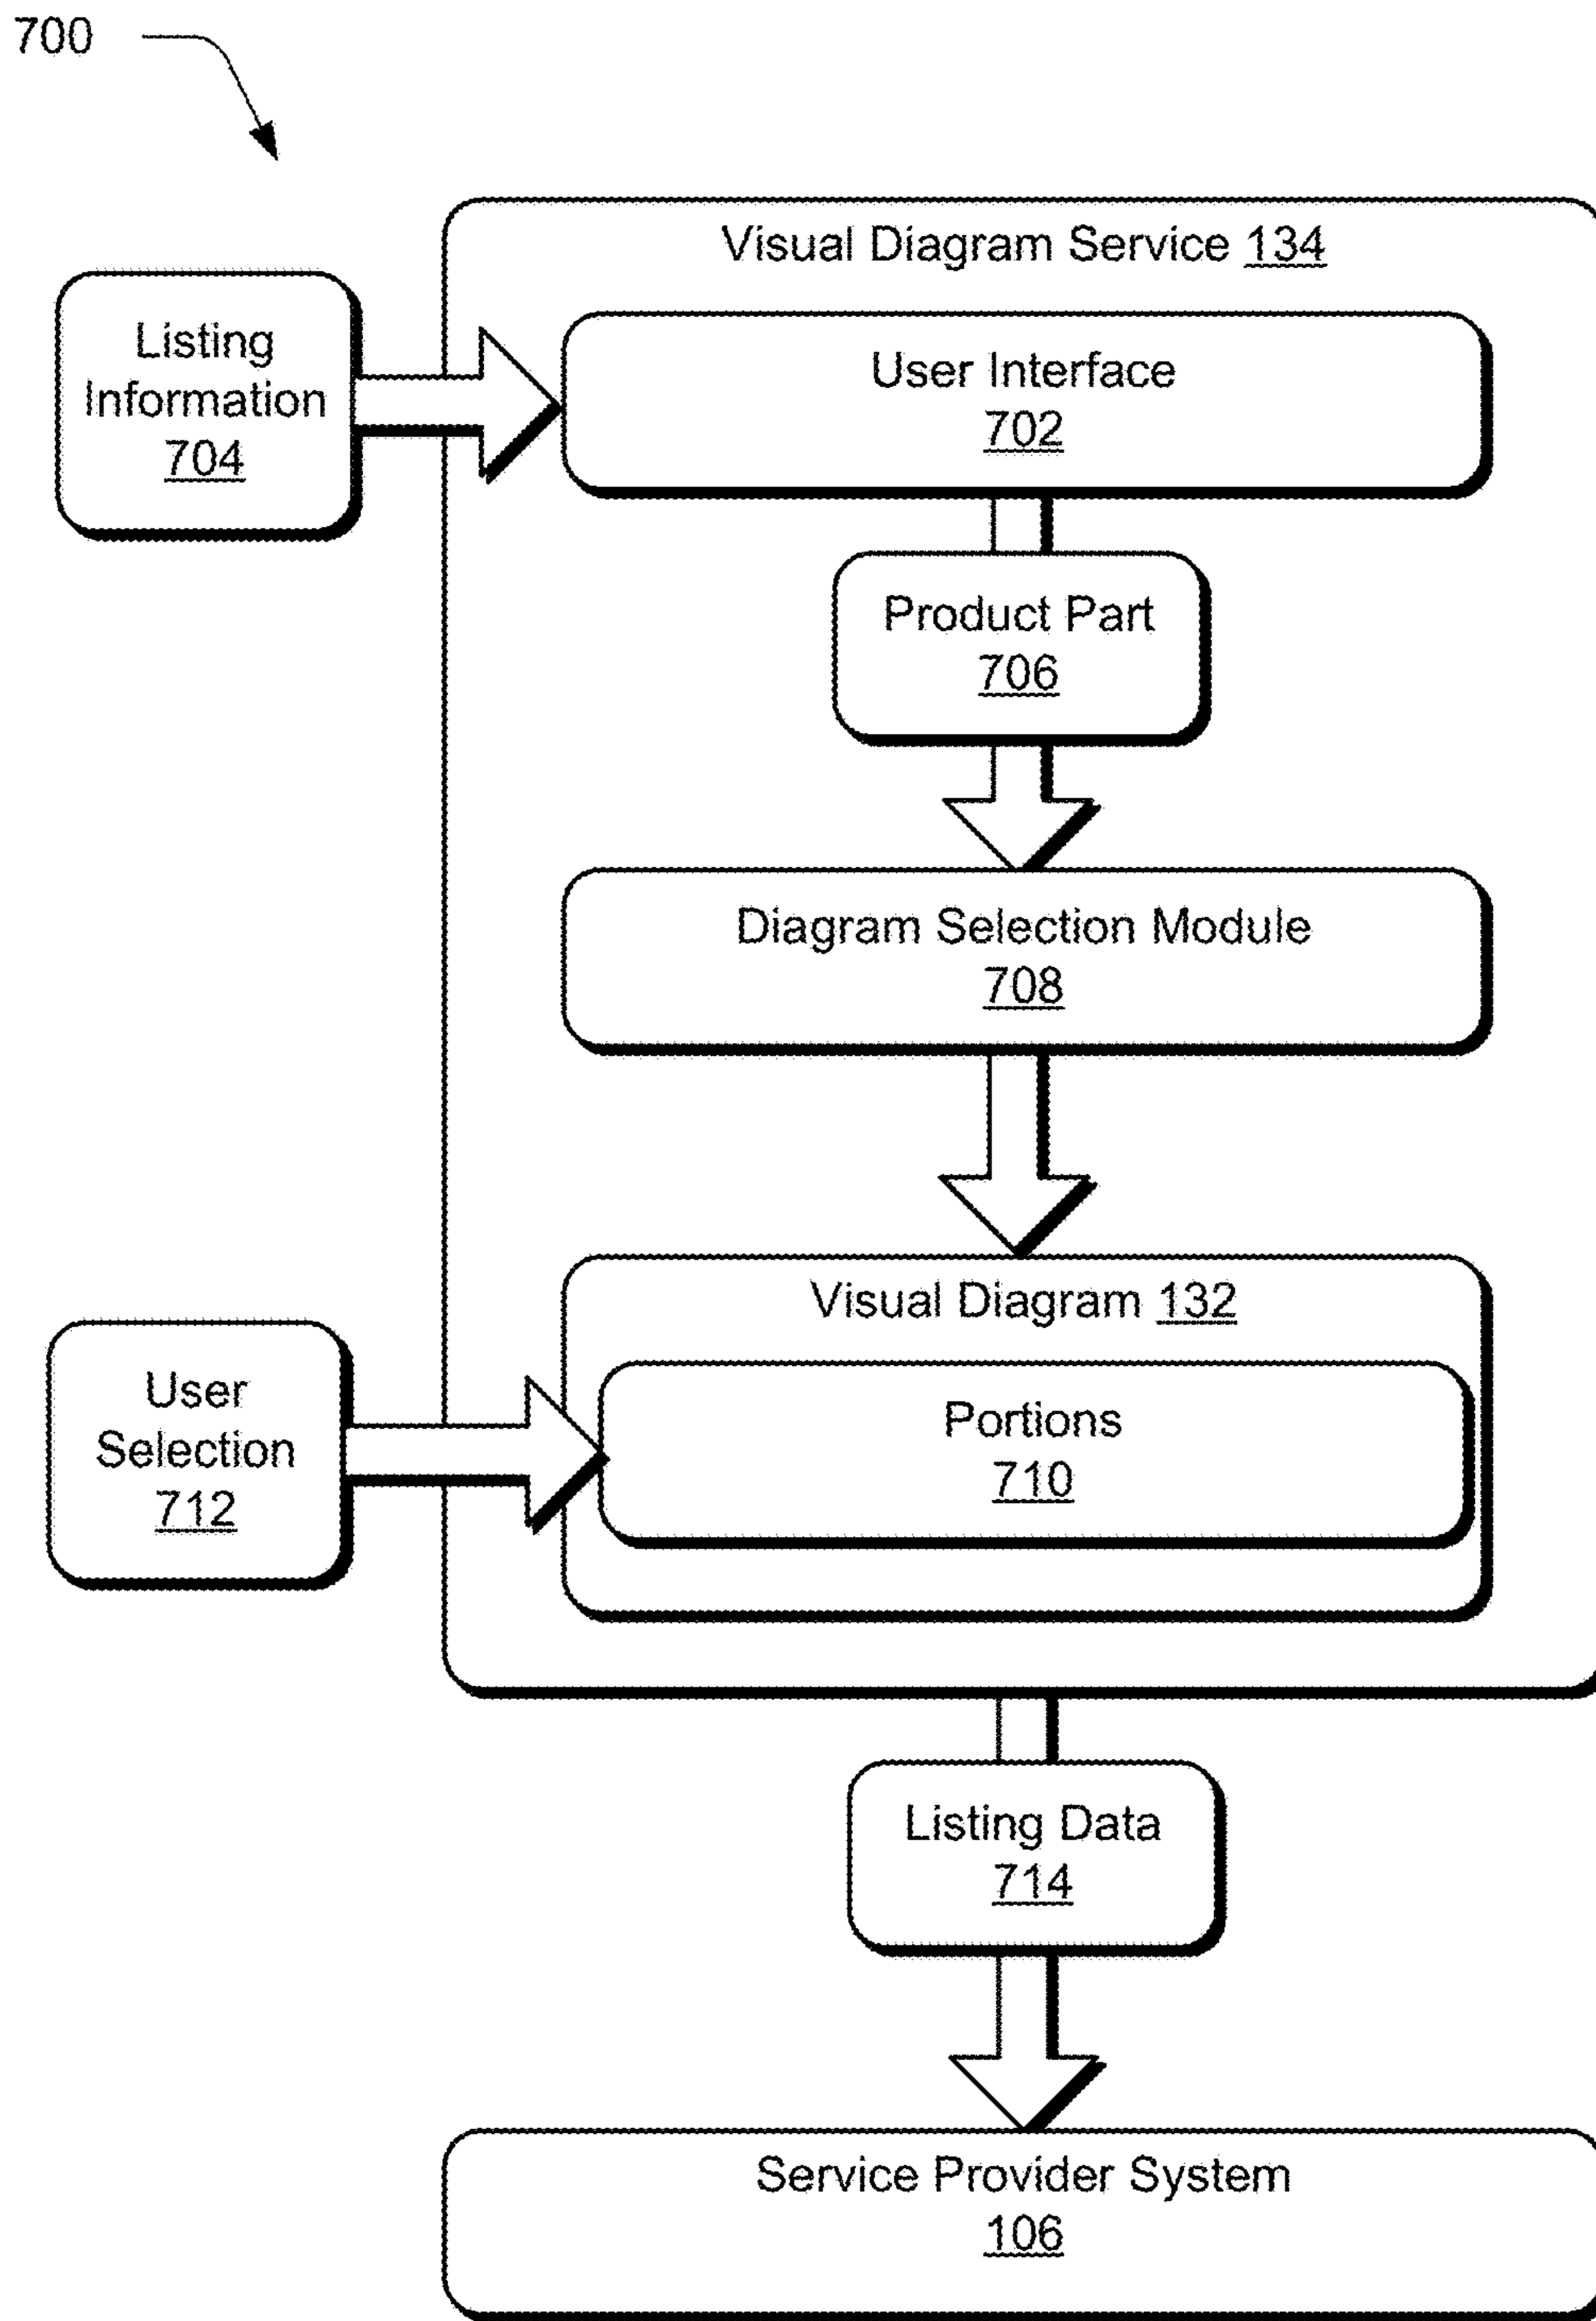 700
Visual Diagram Service 134
Listing
Information
704
User Interface
702
Product Part
706
Diagram Selection Module
708
Visual Diagram 132
User
Selection
712
Portions
710
Listing Data
714
Service Provider System
106